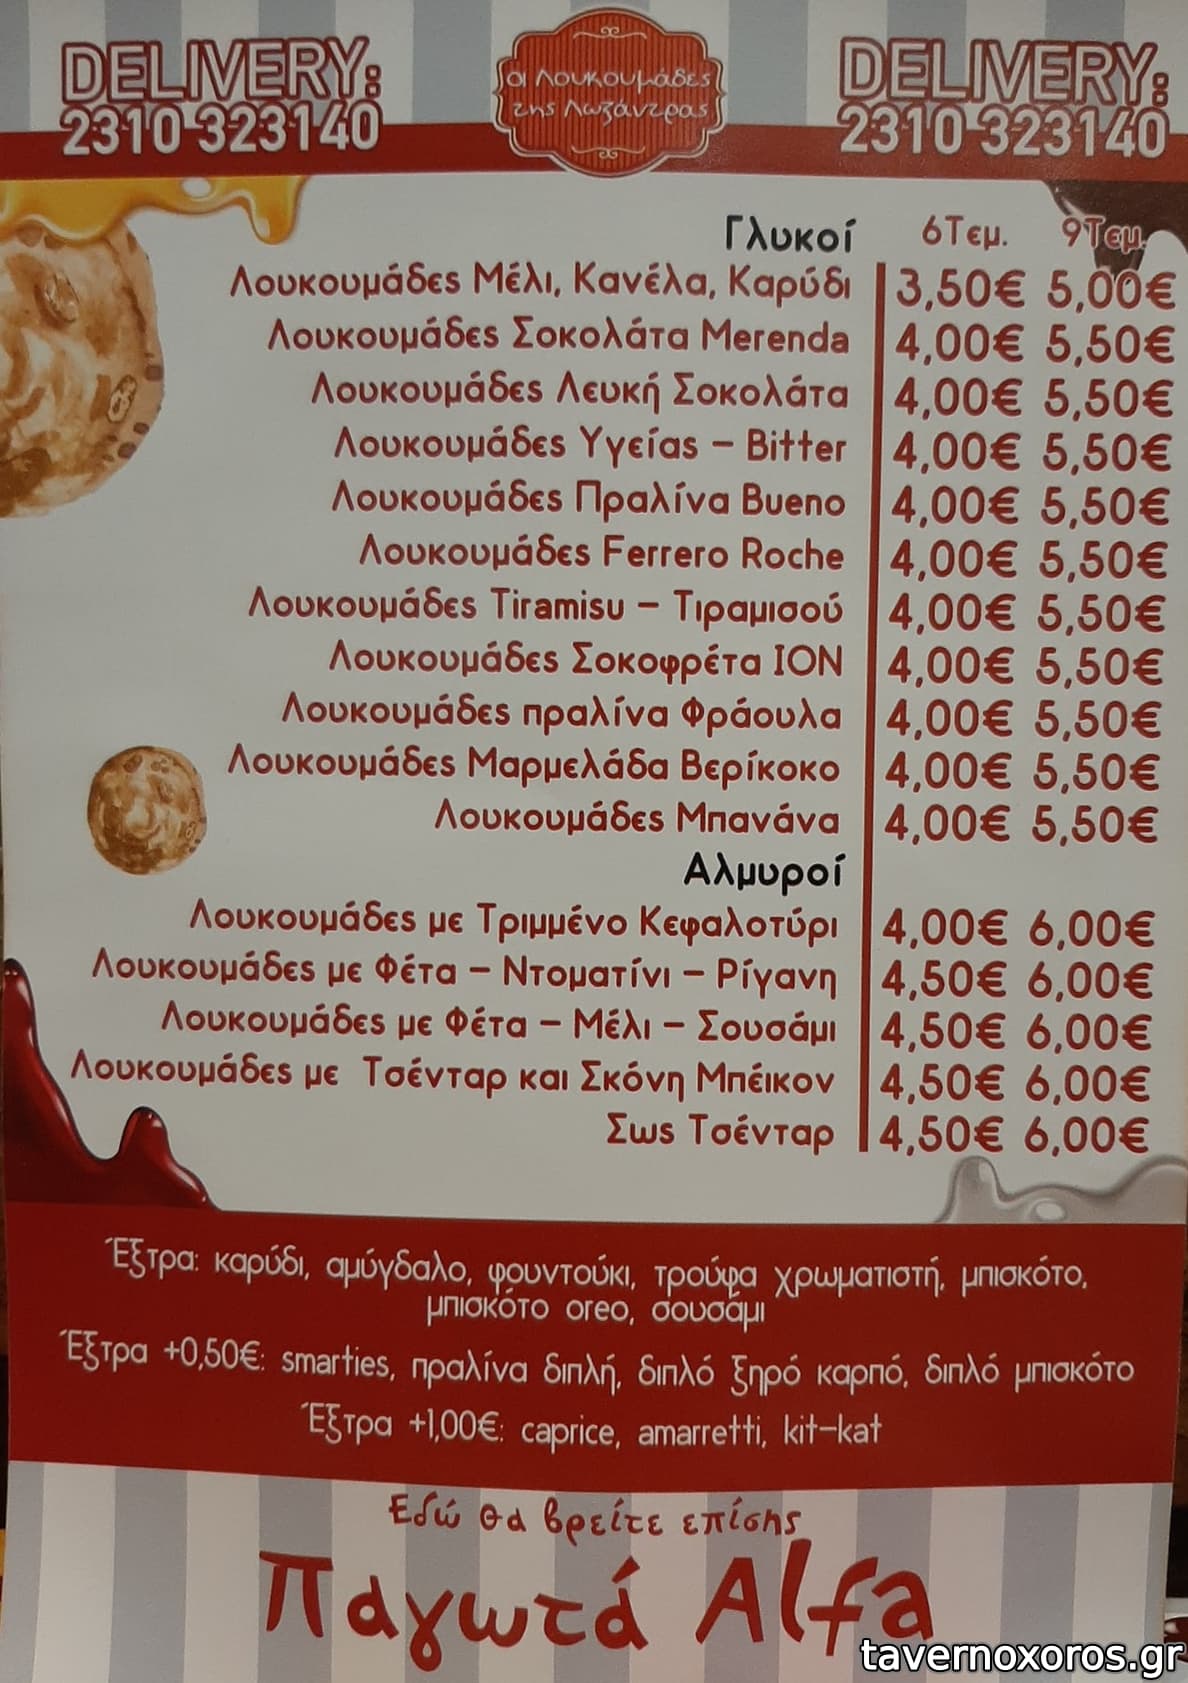 DELIVERY:
2310 323140
οι Λουκουμάδες
της Λωξάντρας
DELIVERY:
2310 323140
Γλυκοί 6Τεμ. 9Τεμ.
Λουκουμάδες Μέλι, Κανέλα, Καρύδι 3,50€ 5,00€
Λουκουμάδες Σοκολάτα Merenda 4,00€ 5,50€
Λουκουμάδες Λευκή Σοκολάτα 4,00€ 5,50€
Λουκουμάδες Υγείας – Bitter 4,00€ 5,50€
Λουκουμάδες Πραλίνα Bueno 4,00€ 5,50€
Λουκουμάδες Ferrero Roche 4,00€ 5,50€
Λουκουμάδες Tiramisu – Τιραμισού 4,00€ 5,50€
Λουκουμάδες Σοκοφρέτα ΙΟΝ 4,00€ 5,50€
Λουκουμάδες πραλίνα Φράουλα 4,00€ 5,50€
Λουκουμάδες Μαρμελάδα Βερίκοκο 4,00€ 5,50€
Λουκουμάδες Μπανάνα 4,00€ 5,50€
Αλμυροί
Λουκουμάδες με Τριμμένο Κεφαλοτύρι 4,00€ 6,00€
Λουκουμάδες με Φέτα – Ντοματίνι – Ρίγανη 4,50€ 6,00€
Λουκουμάδες με Φέτα – Μέλι – Σουσάμι 4,50€ 6,00€
Λουκουμάδες με Τσένταρ και Σκόνη Μπέικον 4,50€ 6,00€
Σως Τσένταρ 4,50€ 6,00€
Έξτρα: καρύδι, αμύγδαλο, φουντούκι, τρούφα χρωματιστή, μπισκότο,
μπισκότο oreo, σουσάμι
Έξτρα +0,50€: smarties, πραλίνα διπλή, διπλό ξηρό καρπό, διπλό μπισκότο
Έξτρα +1,00€: caprice, amarretti, kit-kat
Εδώ θα βρείτε επίσης
Παγωτά Alfa
tavernoxoros.gr